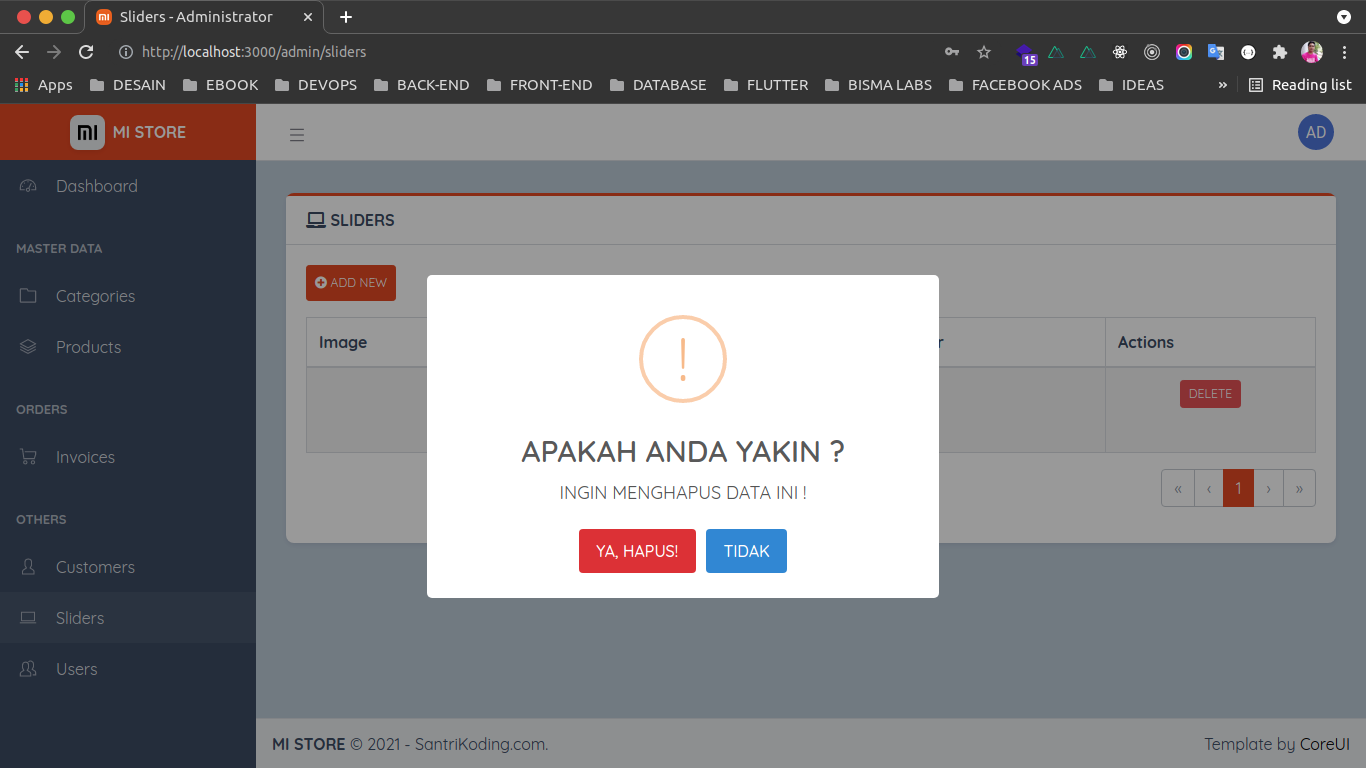 Sliders - Administrator
http://localhost:3000/admin/sliders
15
Apps DESAIN EBOOK DEVOPS BACK-END FRONT-END DATABASE FLUTTER BISMA LABS FACEBOOK ADS IDEAS » Reading list
MI STORE
AD
Dashboard
MASTER DATA
Categories
Products
ORDERS
Invoices
OTHERS
Customers
Sliders
Users
SLIDERS
ADD NEW
Image Actions
DELETE
« ‹ 1 › »
APAKAH ANDA YAKIN ?
INGIN MENGHAPUS DATA INI !
YA, HAPUS! TIDAK
MI STORE © 2021 - SantriKoding.com.
Template by CoreUI